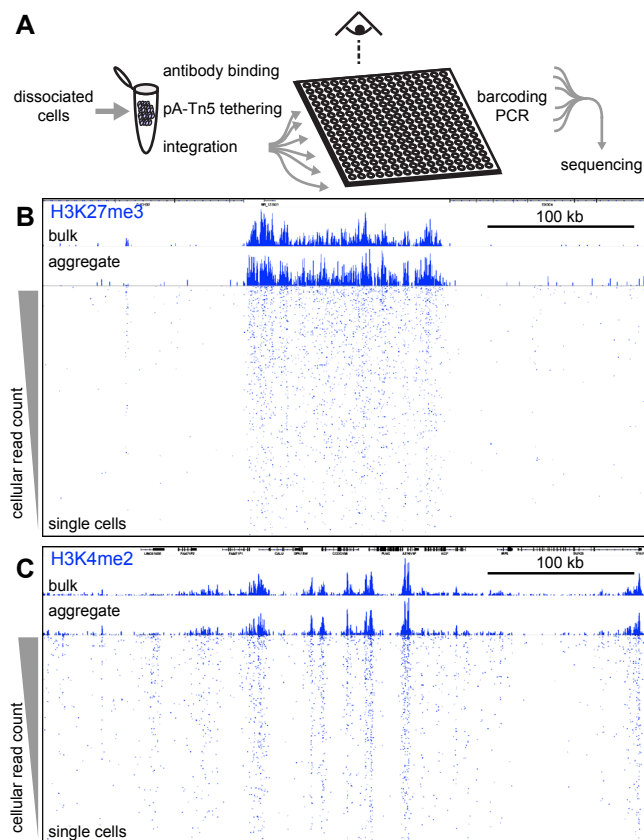 A
dissociated
cells
antibody binding
pA-Tn5 tethering
integration
barcoding
PCR
sequencing
B
H3K27me3
bulk
100 kb
aggregate
cellular read count
single cells
C
H3K4me2
bulk
100 kb
aggregate
cellular read count
single cells